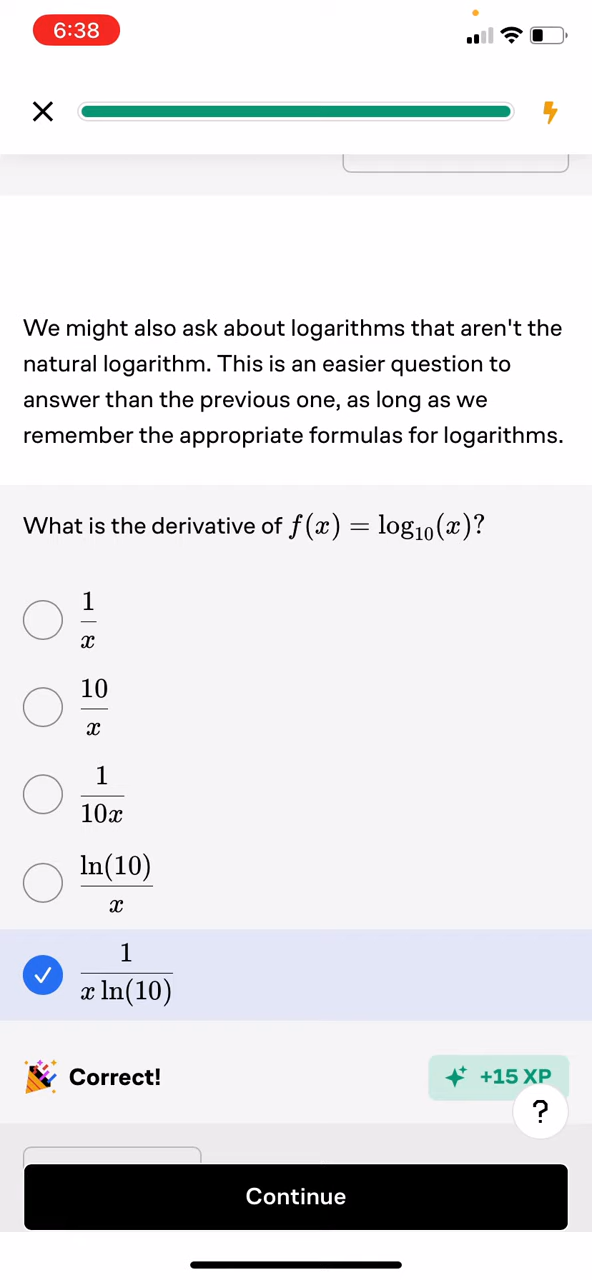 6:38
We might also ask about logarithms that aren't the
natural logarithm. This is an easier question to
answer than the previous one, as long as we
remember the appropriate formulas for logarithms.
What is the derivative of f(x) = log₁₀(x)?
1
x
10
x
1
10x
ln(10)
x
1
x ln(10)
Correct!
+15 XP
?
Continue